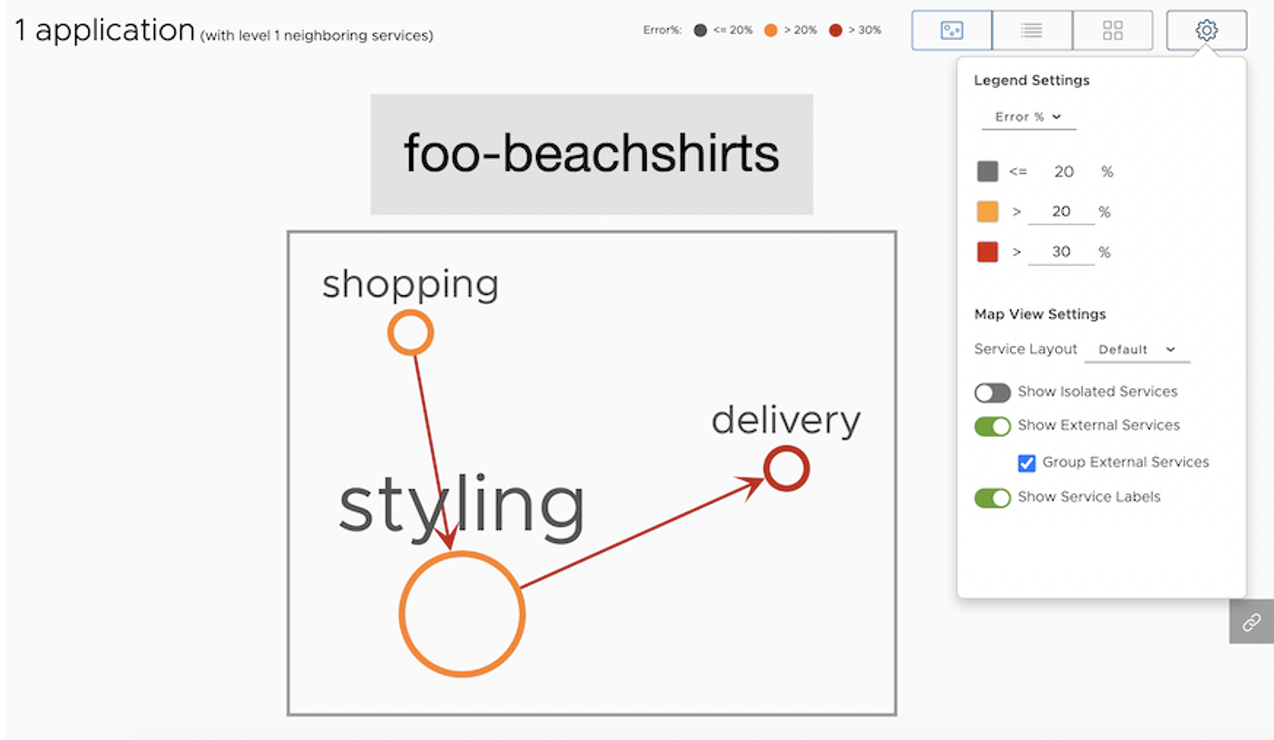 1 application (with level 1 neighboring services)
Error%: <= 20% > 20% > 30%
foo-beachshirts
shopping
delivery
styling
Legend Settings
Error %
<= 20 %
> 20 %
> 30 %
Map View Settings
Service Layout Default
Show Isolated Services
Show External Services
Group External Services
Show Service Labels